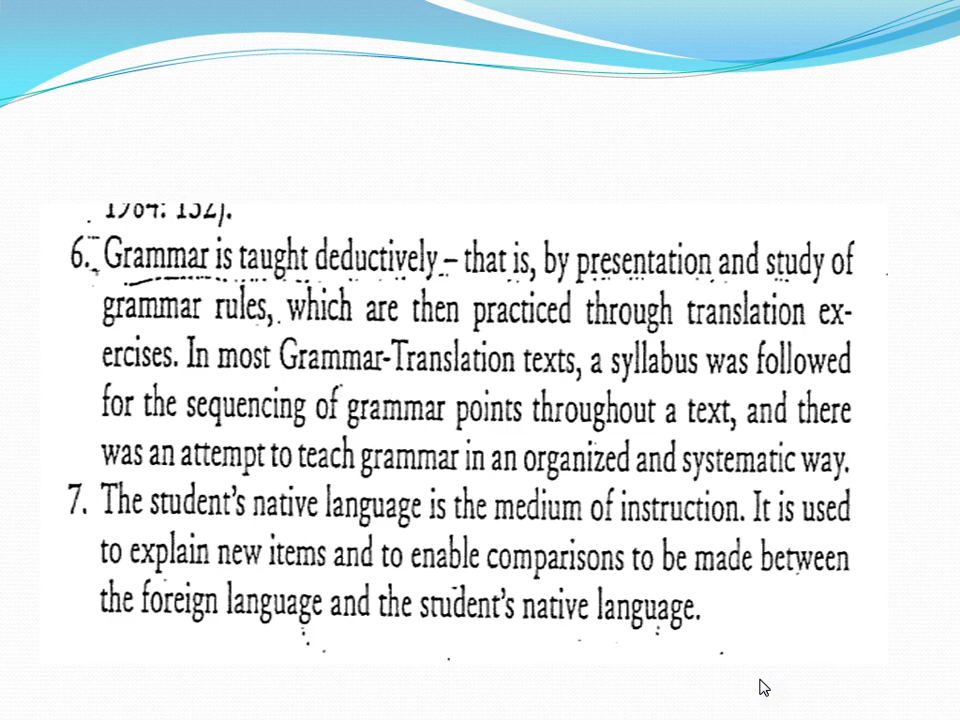 6. Grammar is taught deductively – that is, by presentation and study of
grammar rules, which are then practiced through translation ex-
ercises. In most Grammar-Translation texts, a syllabus was followed
for the sequencing of grammar points throughout a text, and there
was an attempt to teach grammar in an organized and systematic way.
7. The student's native language is the medium of instruction. It is used
to explain new items and to enable comparisons to be made between
the foreign language and the student's native language.